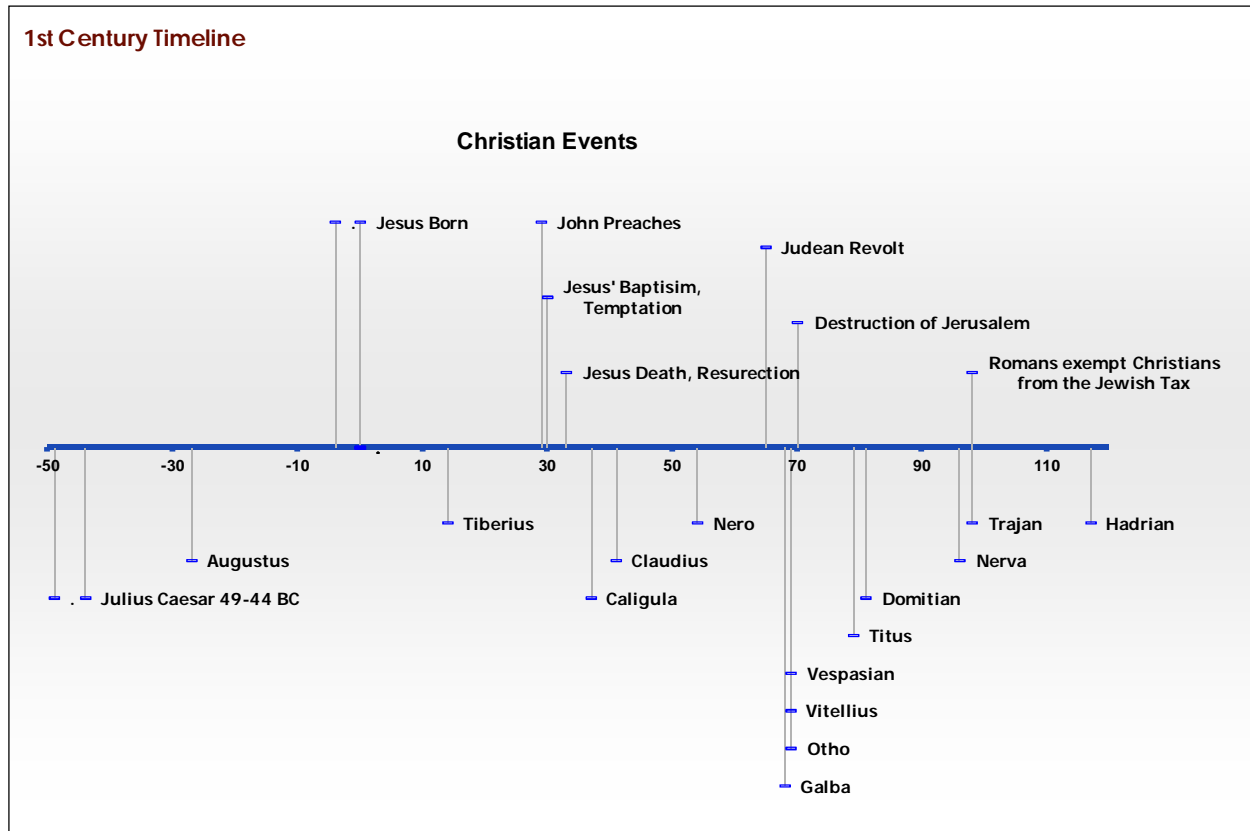 1st Century Timeline
Christian Events
. Jesus Born
John Preaches
Judean Revolt
Jesus' Baptisim,
Temptation
Destruction of Jerusalem
Jesus Death, Resurection
Romans exempt Christians
from the Jewish Tax
-50 -30 -10 . 10 30 50 70 90 110
Tiberius
Nero
Trajan
Hadrian
Augustus
Claudius
Nerva
. Julius Caesar 49-44 BC
Caligula
Domitian
Titus
Vespasian
Vitellius
Otho
Galba